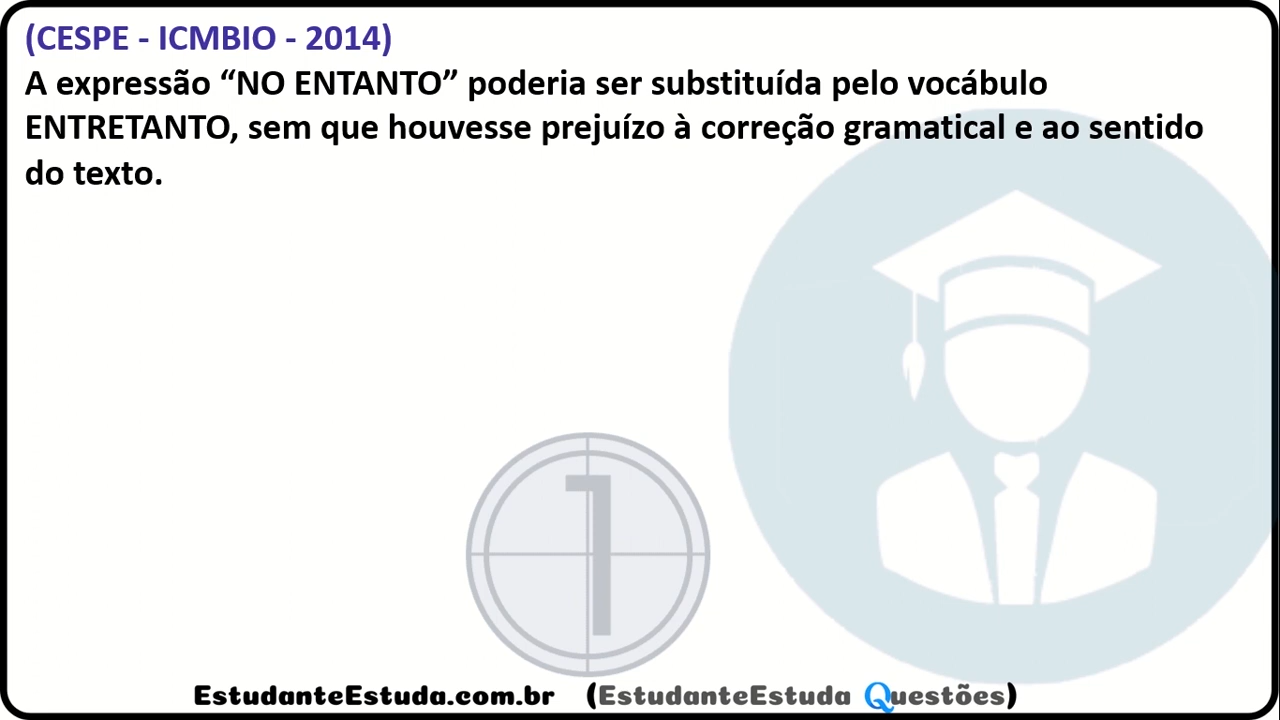 (CESPE - ICMBIO - 2014)
A expressão “NO ENTANTO” poderia ser substituída pelo vocábulo
ENTRETANTO, sem que houvesse prejuízo à correção gramatical e ao sentido
do texto.
1
EstudanteEstuda.com.br (EstudanteEstuda Questões)